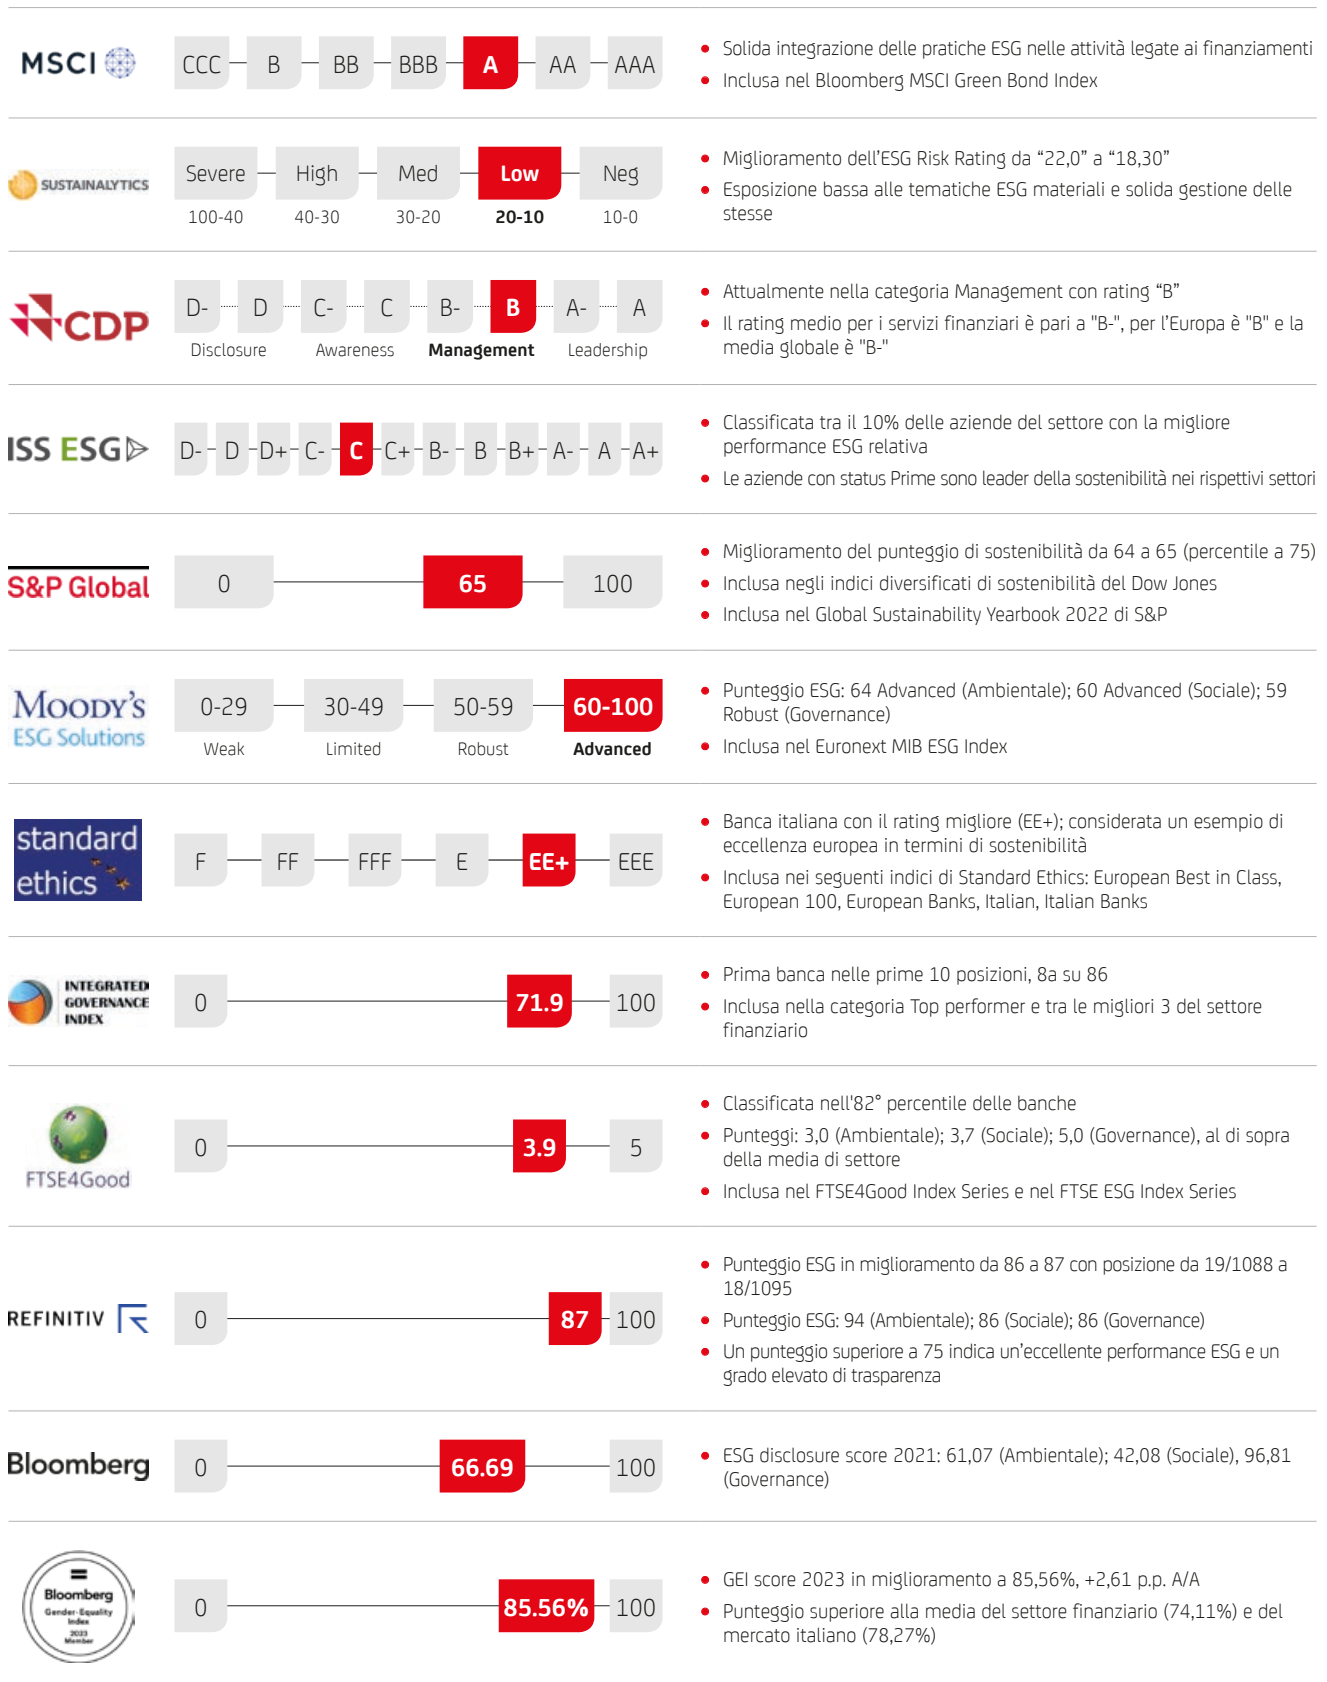 MSCI
CCC B BB BBB A AA AAA
• Solida integrazione delle pratiche ESG nelle attività legate ai finanziamenti
• Inclusa nel Bloomberg MSCI Green Bond Index
SUSTAINALYTICS
Severe High Med Low Neg
100-40 40-30 30-20 20-10 10-0
• Miglioramento dell'ESG Risk Rating da “22,0” a “18,30”
• Esposizione bassa alle tematiche ESG materiali e solida gestione delle
stesse
CDP
D- D C- C B- B A- A
Disclosure Awareness Management Leadership
• Attualmente nella categoria Management con rating “B”
• Il rating medio per i servizi finanziari è pari a "B-", per l'Europa è "B" e la
media globale è "B-"
ISS ESG
D- D D+ C- C C+ B- B B+ A- A A+
• Classificata tra il 10% delle aziende del settore con la migliore
performance ESG relativa
• Le aziende con status Prime sono leader della sostenibilità nei rispettivi settori
S&P Global
0 65 100
• Miglioramento del punteggio di sostenibilità da 64 a 65 (percentile a 75)
• Inclusa negli indici diversificati di sostenibilità del Dow Jones
• Inclusa nel Global Sustainability Yearbook 2022 di S&P
MOODY'S
ESG Solutions
0-29 30-49 50-59 60-100
Weak Limited Robust Advanced
• Punteggio ESG: 64 Advanced (Ambientale); 60 Advanced (Sociale); 59
Robust (Governance)
• Inclusa nel Euronext MIB ESG Index
standard
ethics
F FF FFF E EE+ EEE
• Banca italiana con il rating migliore (EE+); considerata un esempio di
eccellenza europea in termini di sostenibilità
• Inclusa nei seguenti indici di Standard Ethics: European Best in Class,
European 100, European Banks, Italian, Italian Banks
INTEGRATED
GOVERNANCE
INDEX
0 71.9 100
• Prima banca nelle prime 10 posizioni, 8a su 86
• Inclusa nella categoria Top performer e tra le migliori 3 del settore
finanziario
FTSE4Good
0 3.9 5
• Classificata nell'82° percentile delle banche
• Punteggi: 3,0 (Ambientale); 3,7 (Sociale); 5,0 (Governance), al di sopra
della media di settore
• Inclusa nel FTSE4Good Index Series e nel FTSE ESG Index Series
REFINITIV
0 87 100
• Punteggio ESG in miglioramento da 86 a 87 con posizione da 19/1088 a
18/1095
• Punteggio ESG: 94 (Ambientale); 86 (Sociale); 86 (Governance)
• Un punteggio superiore a 75 indica un'eccellente performance ESG e un
grado elevato di trasparenza
Bloomberg
0 66.69 100
• ESG disclosure score 2021: 61,07 (Ambientale); 42,08 (Sociale), 96,81
(Governance)
Bloomberg
Gender-Equality
Index
2023
Member
0 85.56% 100
• GEI score 2023 in miglioramento a 85,56%, +2,61 p.p. A/A
• Punteggio superiore alla media del settore finanziario (74,11%) e del
mercato italiano (78,27%)